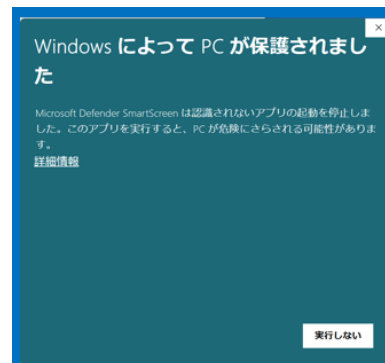 Windows によって PC が保護されまし
た
Microsoft Defender SmartScreen は認識されないアプリの起動を停止しま
した。このアプリを実行すると、PC が危険にさらされる可能性がありま
す。
詳細情報
実行しない